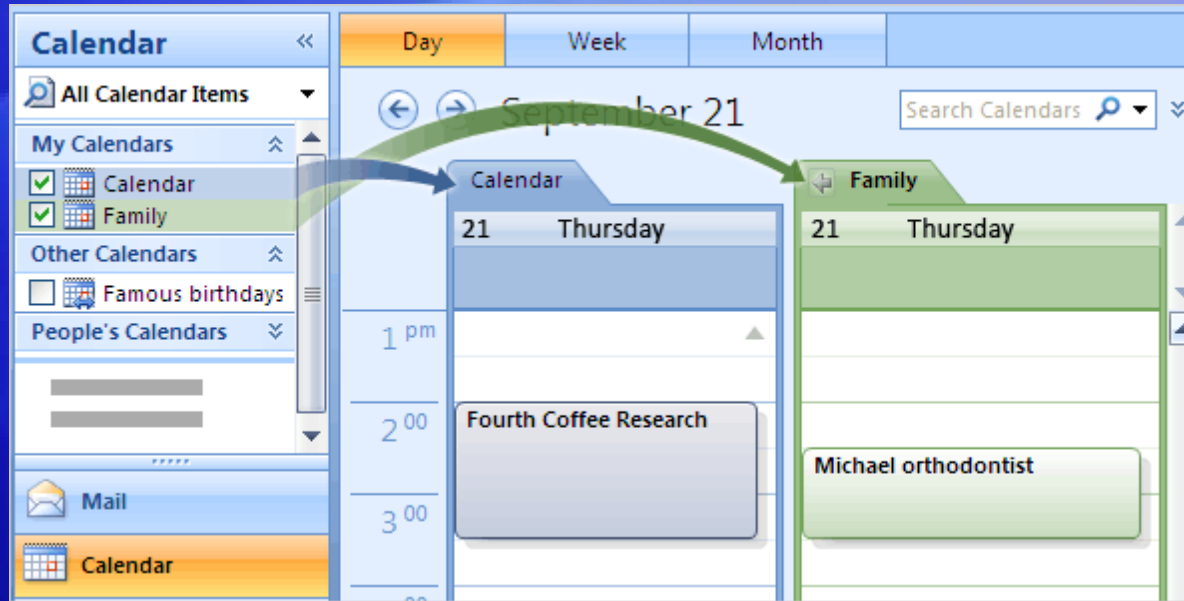 Calendar
All Calendar Items
My Calendars
Calendar
Family
Other Calendars
Famous birthdays
People's Calendars
Mail
Calendar
Day Week Month
September 21
Search Calendars
Calendar
Family
21 Thursday
21 Thursday
1 pm
2 00
Fourth Coffee Research
Michael orthodontist
3 00
00